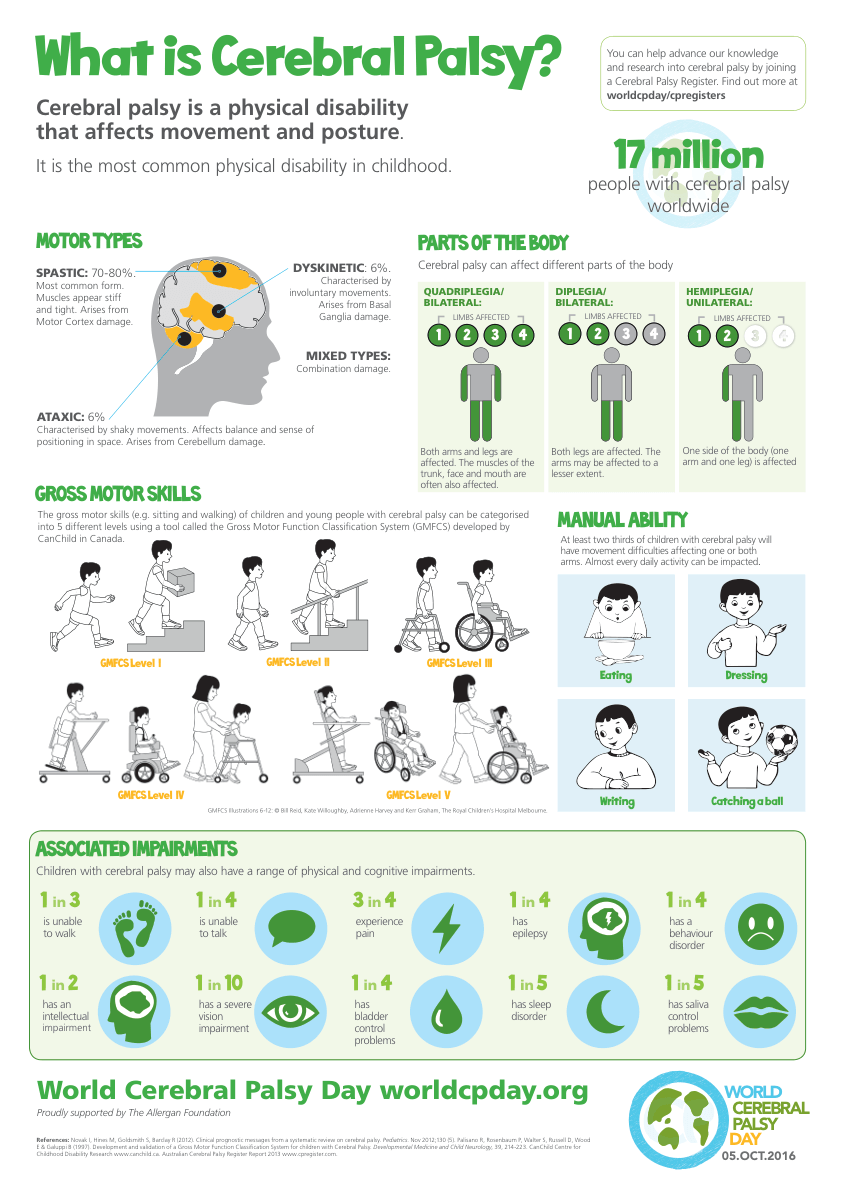 What is Cerebral Palsy?
You can help advance our knowledge
and research into cerebral palsy by joining
a Cerebral Palsy Register. Find out more at
worldcpday/cpregisters
Cerebral palsy is a physical disability
that affects movement and posture.
It is the most common physical disability in childhood.
17 million
people with cerebral palsy
worldwide
MOTOR TYPES
SPASTIC: 70-80%.
Most common form.
Muscles appear stiff
and tight. Arises from
Motor Cortex damage.
DYSKINETIC: 6%.
Characterised by
involuntary movements.
Arises from Basal
Ganglia damage.
MIXED TYPES:
Combination damage.
ATAXIC: 6%
Characterised by shaky movements. Affects balance and sense of
positioning in space. Arises from Cerebellum damage.
PARTS OF THE BODY
Cerebral palsy can affect different parts of the body
QUADRIPLEGIA/
BILATERAL:
LIMBS AFFECTED
1 2 3 4
Both arms and legs are
affected. The muscles of the
trunk, face and mouth are
often also affected.
DIPLEGIA/
BILATERAL:
LIMBS AFFECTED
1 2 3 4
Both legs are affected. The
arms may be affected to a
lesser extent.
HEMIPLEGIA/
UNILATERAL:
LIMBS AFFECTED
1 2 3 4
One side of the body (one
arm and one leg) is affected
GROSS MOTOR SKILLS
The gross motor skills (e.g. sitting and walking) of children and young people with cerebral palsy can be categorised
into 5 different levels using a tool called the Gross Motor Function Classification System (GMFCS) developed by
CanChild in Canada.
GMFCS Level I
GMFCS Level II
GMFCS Level III
GMFCS Level IV
GMFCS Level V
GMFCS Illustrations 6-12: © Bill Reid, Kate Willoughby, Adrienne Harvey and Kerr Graham, The Royal Children's Hospital Melbourne.
MANUAL ABILITY
At least two thirds of children with cerebral palsy will
have movement difficulties affecting one or both
arms. Almost every daily activity can be impacted.
Eating
Dressing
Writing
Catching a ball
ASSOCIATED IMPAIRMENTS
Children with cerebral palsy may also have a range of physical and cognitive impairments.
1 in 3
is unable
to walk
1 in 4
is unable
to talk
3 in 4
experience
pain
1 in 4
has
epilepsy
1 in 4
has a
behaviour
disorder
1 in 2
has an
intellectual
impairment
1 in 10
has a severe
vision
impairment
1 in 4
has
bladder
control
problems
1 in 5
has sleep
disorder
1 in 5
has saliva
control
problems
World Cerebral Palsy Day worldcpday.org
Proudly supported by The Allergan Foundation
References: Novak I, Hines M, Goldsmith S, Barclay R (2012). Clinical prognostic messages from a systematic review on cerebral palsy. Pediatrics. Nov 2012;130 (5). Palisano R, Rosenbaum P, Walter S, Russell D, Wood
E & Galuppi B (1997). Development and validation of a Gross Motor Function Classification System for children with Cerebral Palsy. Developmental Medicine and Child Neurology, 39, 214-223. CanChild Centre for
Childhood Disability Research www.canchild.ca. Australian Cerebral Palsy Register Report 2013 www.cpregister.com.
WORLD
CEREBRAL
PALSY
DAY
05.OCT.2016